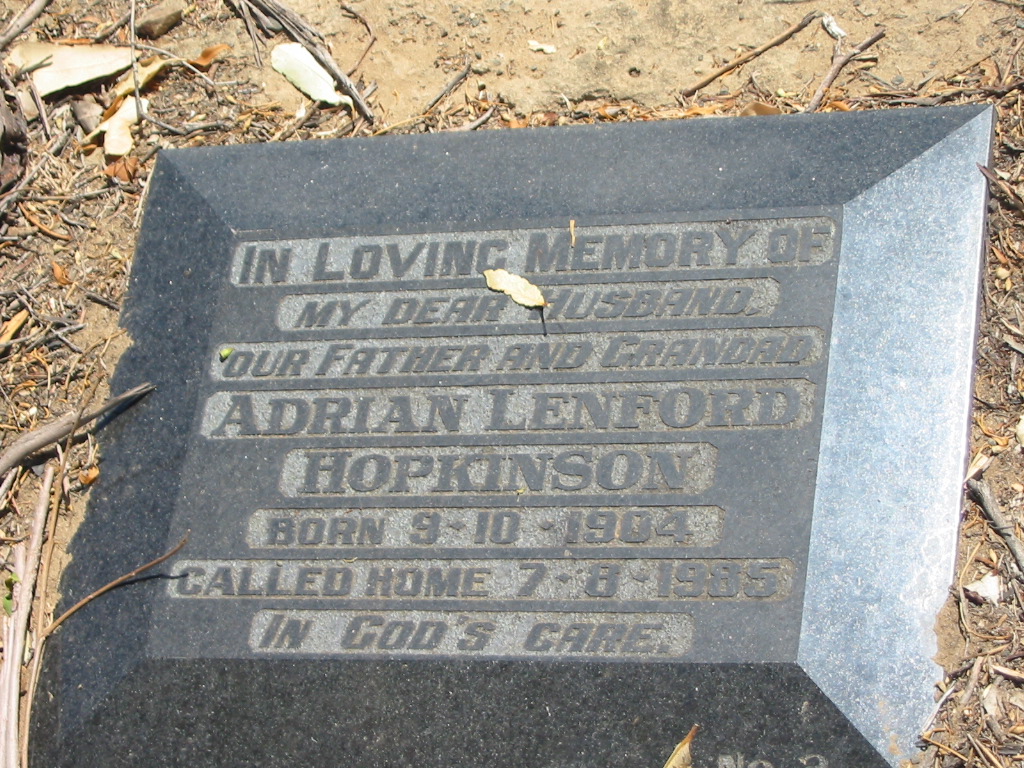 IN LOVING MEMORY OF
MY DEAR HUSBAND,
OUR FATHER AND GRANDAD
ADRIAN LENFORD
HOPKINSON
BORN 9-10-1904
CALLED HOME 7-8-1985
IN GOD'S CARE.
No.